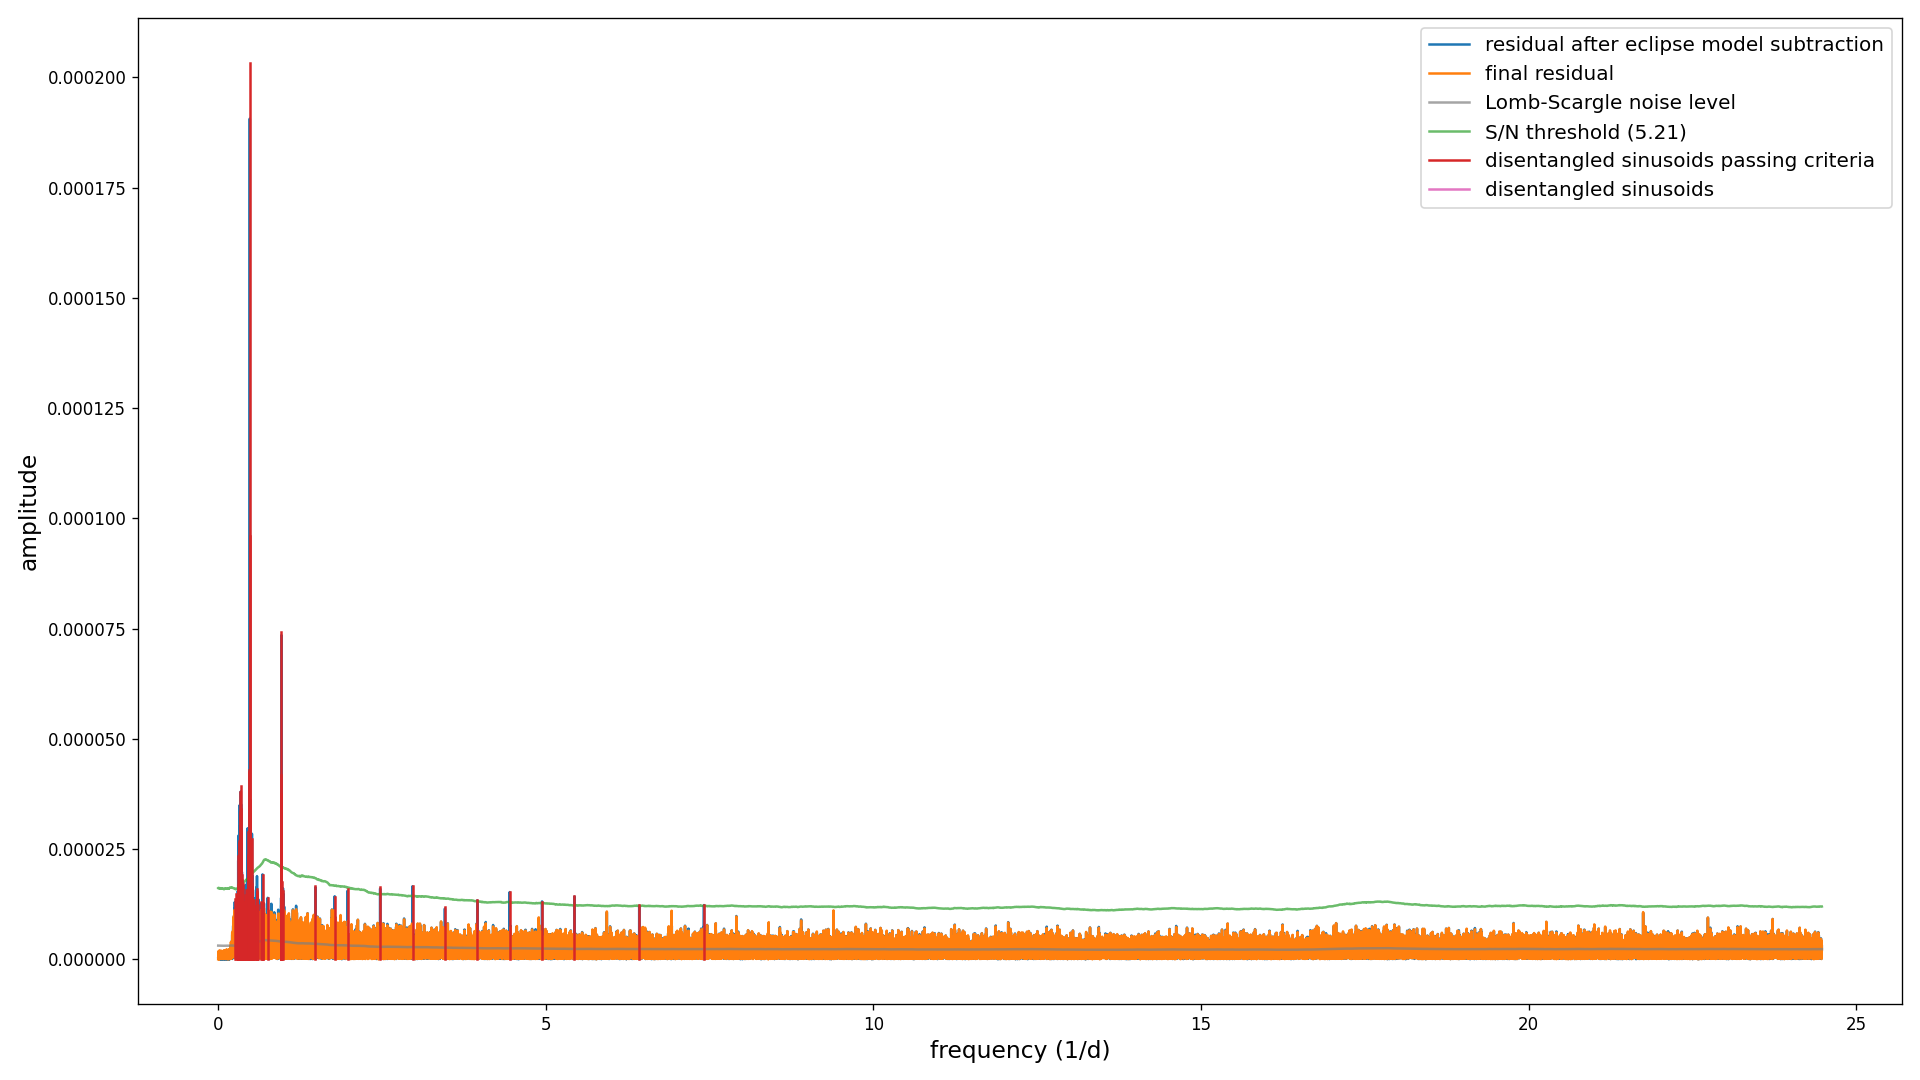 residual after eclipse model subtraction
final residual
Lomb-Scargle noise level
S/N threshold (5.21)
disentangled sinusoids passing criteria
disentangled sinusoids
0.000200
0.000175
0.000150
0.000125
0.000100
0.000075
0.000050
0.000025
0.000000
amplitude
0 5 10 15 20 25
frequency (1/d)